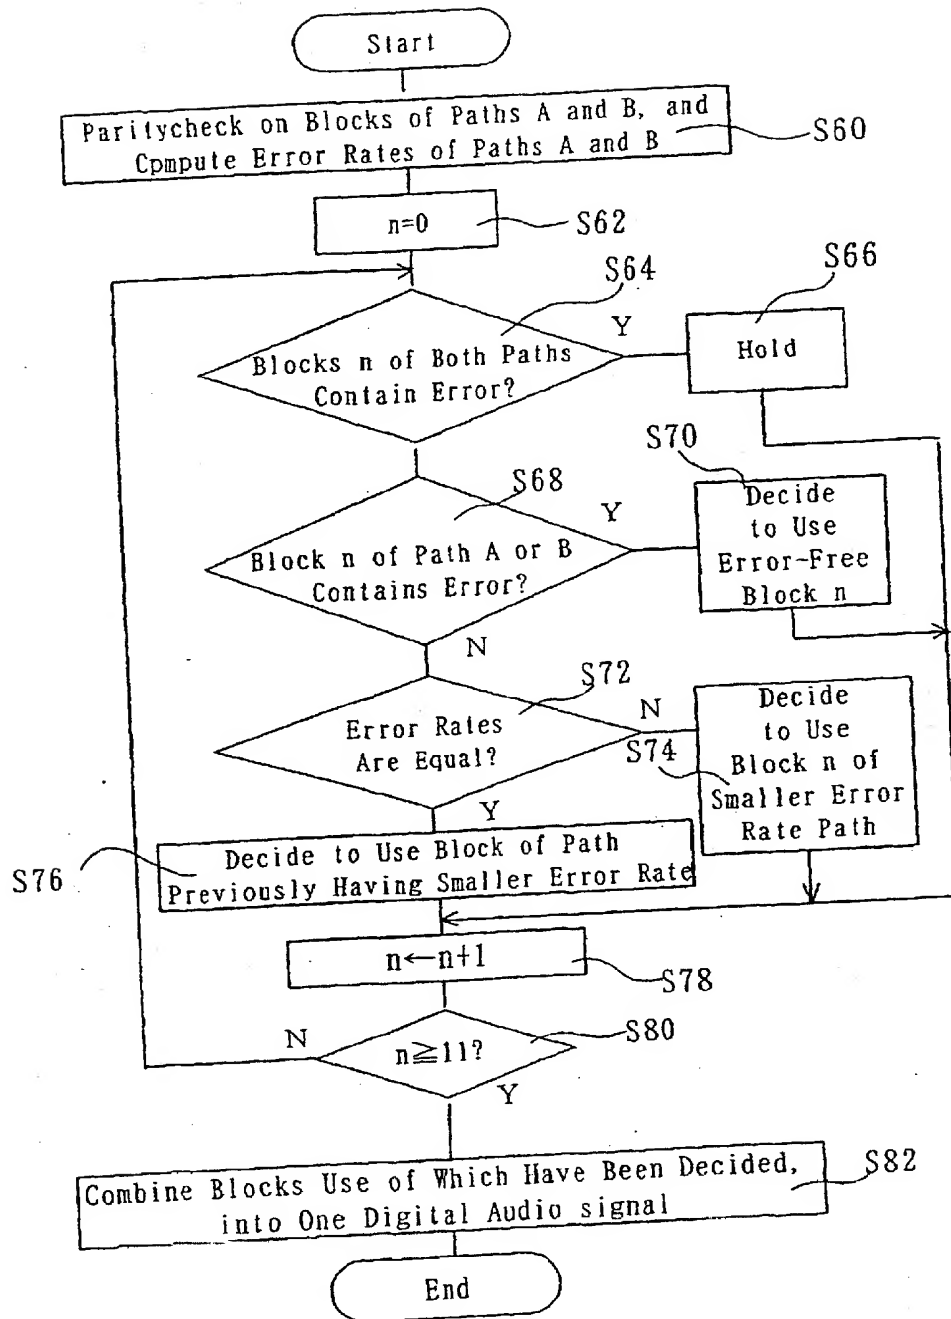 Start
Paritycheck on Blocks of Paths A and B, and
Cpmpute Error Rates of Paths A and B
S60
n=0
S62
S64
S66
Blocks n of Both Paths
Contain Error?
Y
Hold
S68
S70
Block n of Path A or B
Contains Error?
Y
Decide
to Use
Error-Free
Block n
N
S72
Error Rates
Are Equal?
N
S74
Decide
to Use
Block n of
Smaller Error
Rate Path
Y
S76
Decide to Use Block of Path
Previously Having Smaller Error Rate
n←n+1
S78
N
n≧11?
S80
Y
Combine Blocks Use of Which Have Been Decided,
into One Digital Audio signal
S82
End